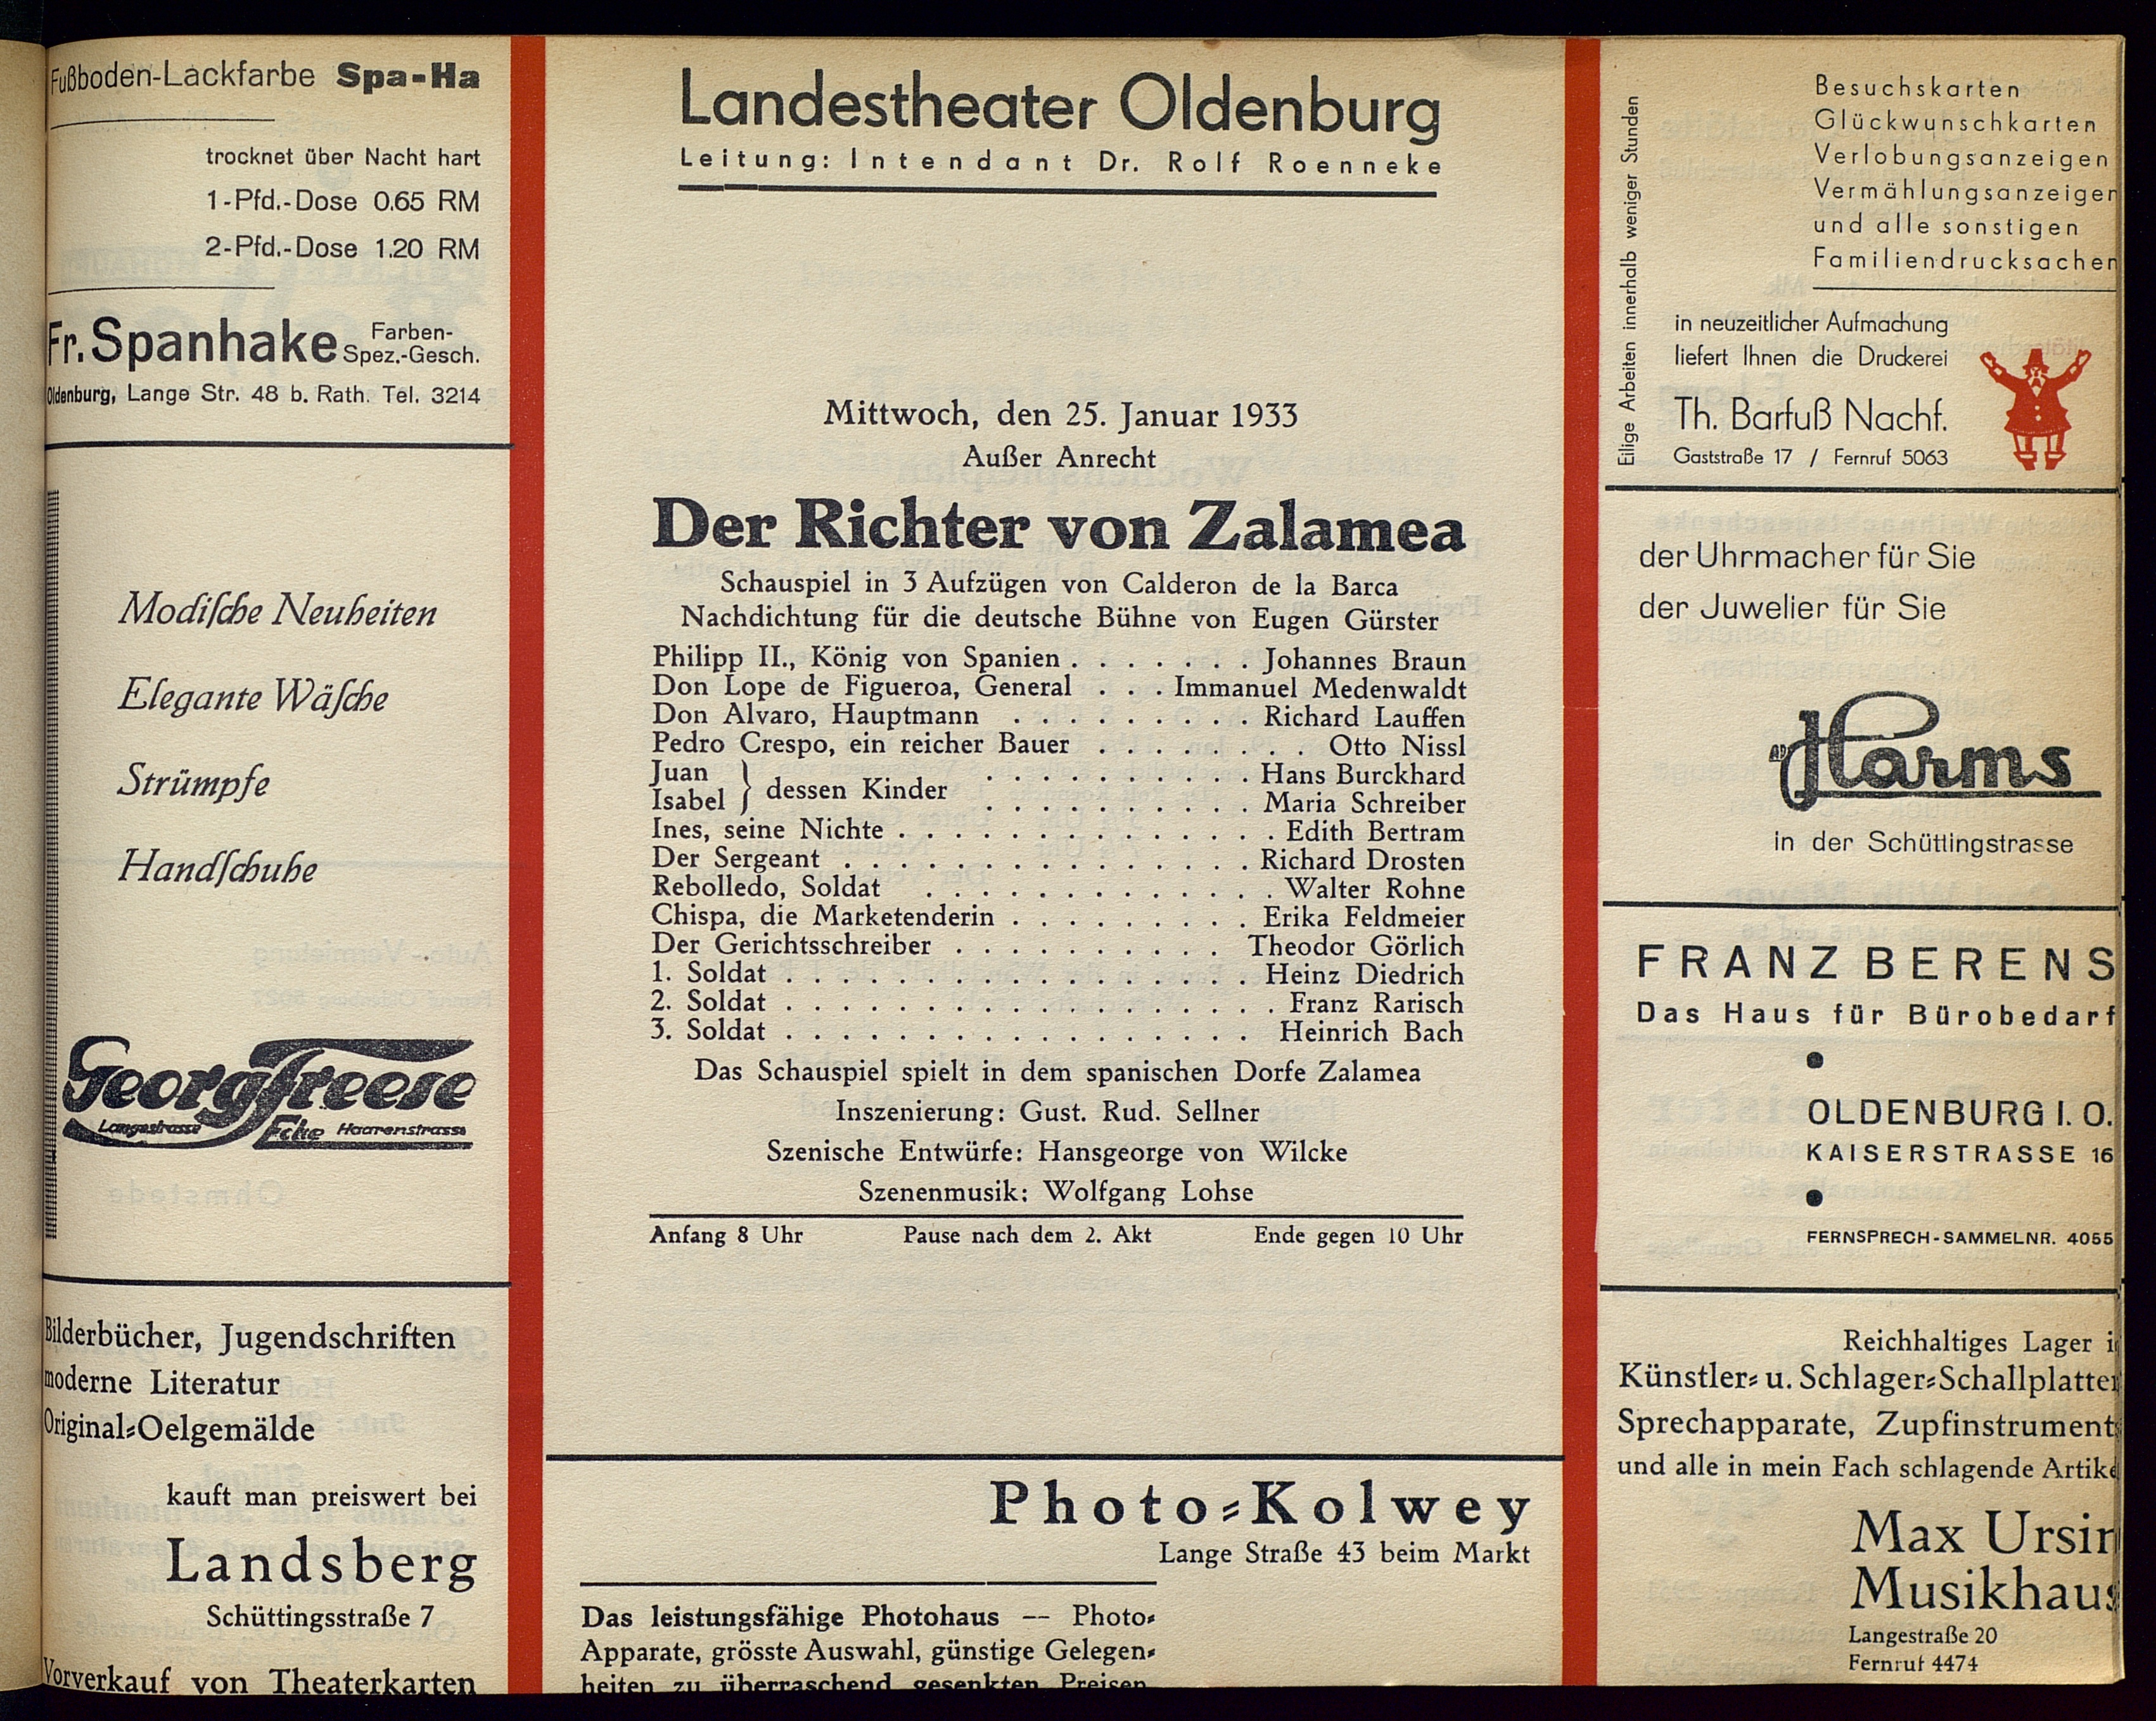 Fußboden-Lackfarbe Spa-Ha
trocknet über Nacht hart
1-Pfd.-Dose 0.65 RM
2-Pfd.-Dose 1.20 RM
Fr. Spanhake Farben-
Spez.-Gesch.
Oldenburg, Lange Str. 48 b. Rath. Tel. 3214
Modische Neuheiten
Elegante Wäsche
Strümpfe
Handschuhe
Georg Freese
Langestrasse Ecke Haarenstrasse
Bilderbücher, Jugendschriften
moderne Literatur
Original-Oelgemälde
kauft man preiswert bei
Landsberg
Schüttingsstraße 7
Vorverkauf von Theaterkarten
Landestheater Oldenburg
Leitung: Intendant Dr. Rolf Roenneke
Mittwoch, den 25. Januar 1933
Außer Anrecht
Der Richter von Zalamea
Schauspiel in 3 Aufzügen von Calderon de la Barca
Nachdichtung für die deutsche Bühne von Eugen Gürster
Philipp II., König von Spanien . . . . . . . Johannes Braun
Don Lope de Figueroa, General . . . Immanuel Medenwaldt
Don Alvaro, Hauptmann . . . . . . . . . Richard Lauffen
Pedro Crespo, ein reicher Bauer . . . . . . . . Otto Nissl
Juan } dessen Kinder . . . . . . . . . . Hans Burckhard
Isabel } . . . . . . . . . . Maria Schreiber
Ines, seine Nichte . . . . . . . . . . . . . . Edith Bertram
Der Sergeant . . . . . . . . . . . . . . . Richard Drosten
Rebolledo, Soldat . . . . . . . . . . . . . Walter Rohne
Chispa, die Marketenderin . . . . . . . . . Erika Feldmeier
Der Gerichtsschreiber . . . . . . . . . . Theodor Görlich
1. Soldat . . . . . . . . . . . . . . . . . Heinz Diedrich
2. Soldat . . . . . . . . . . . . . . . . . . Franz Rarisch
3. Soldat . . . . . . . . . . . . . . . . . Heinrich Bach
Das Schauspiel spielt in dem spanischen Dorfe Zalamea
Inszenierung: Gust. Rud. Sellner
Szenische Entwürfe: Hansgeorge von Wilcke
Szenenmusik: Wolfgang Lohse
Anfang 8 Uhr Pause nach dem 2. Akt Ende gegen 10 Uhr
Photo-Kolwey
Lange Straße 43 beim Markt
Das leistungsfähige Photohaus — Photo-
Apparate, grösste Auswahl, günstige Gelegen-
heiten zu überraschend gesenkten Preisen
Eilige Arbeiten innerhalb weniger Stunden
Besuchskarten
Glückwunschkarten
Verlobungsanzeigen
Vermählungsanzeigen
und alle sonstigen
Familiendrucksachen
in neuzeitlicher Aufmachung
liefert Ihnen die Druckerei
Th. Barfuß Nachf.
Gaststraße 17 / Fernruf 5063
der Uhrmacher für Sie
der Juwelier für Sie
AD Harms
in der Schüttingstrasse
FRANZ BERENS
Das Haus für Bürobedarf
OLDENBURG I. O.
KAISERSTRASSE 16
FERNSPRECH-SAMMELNR. 4055
Reichhaltiges Lager
Künstler- u. Schlager-Schallplatten
Sprechapparate, Zupfinstrument
und alle in mein Fach schlagende Artike
Max Ursin
Musikhaus
Langestraße 20
Fernruf 4474